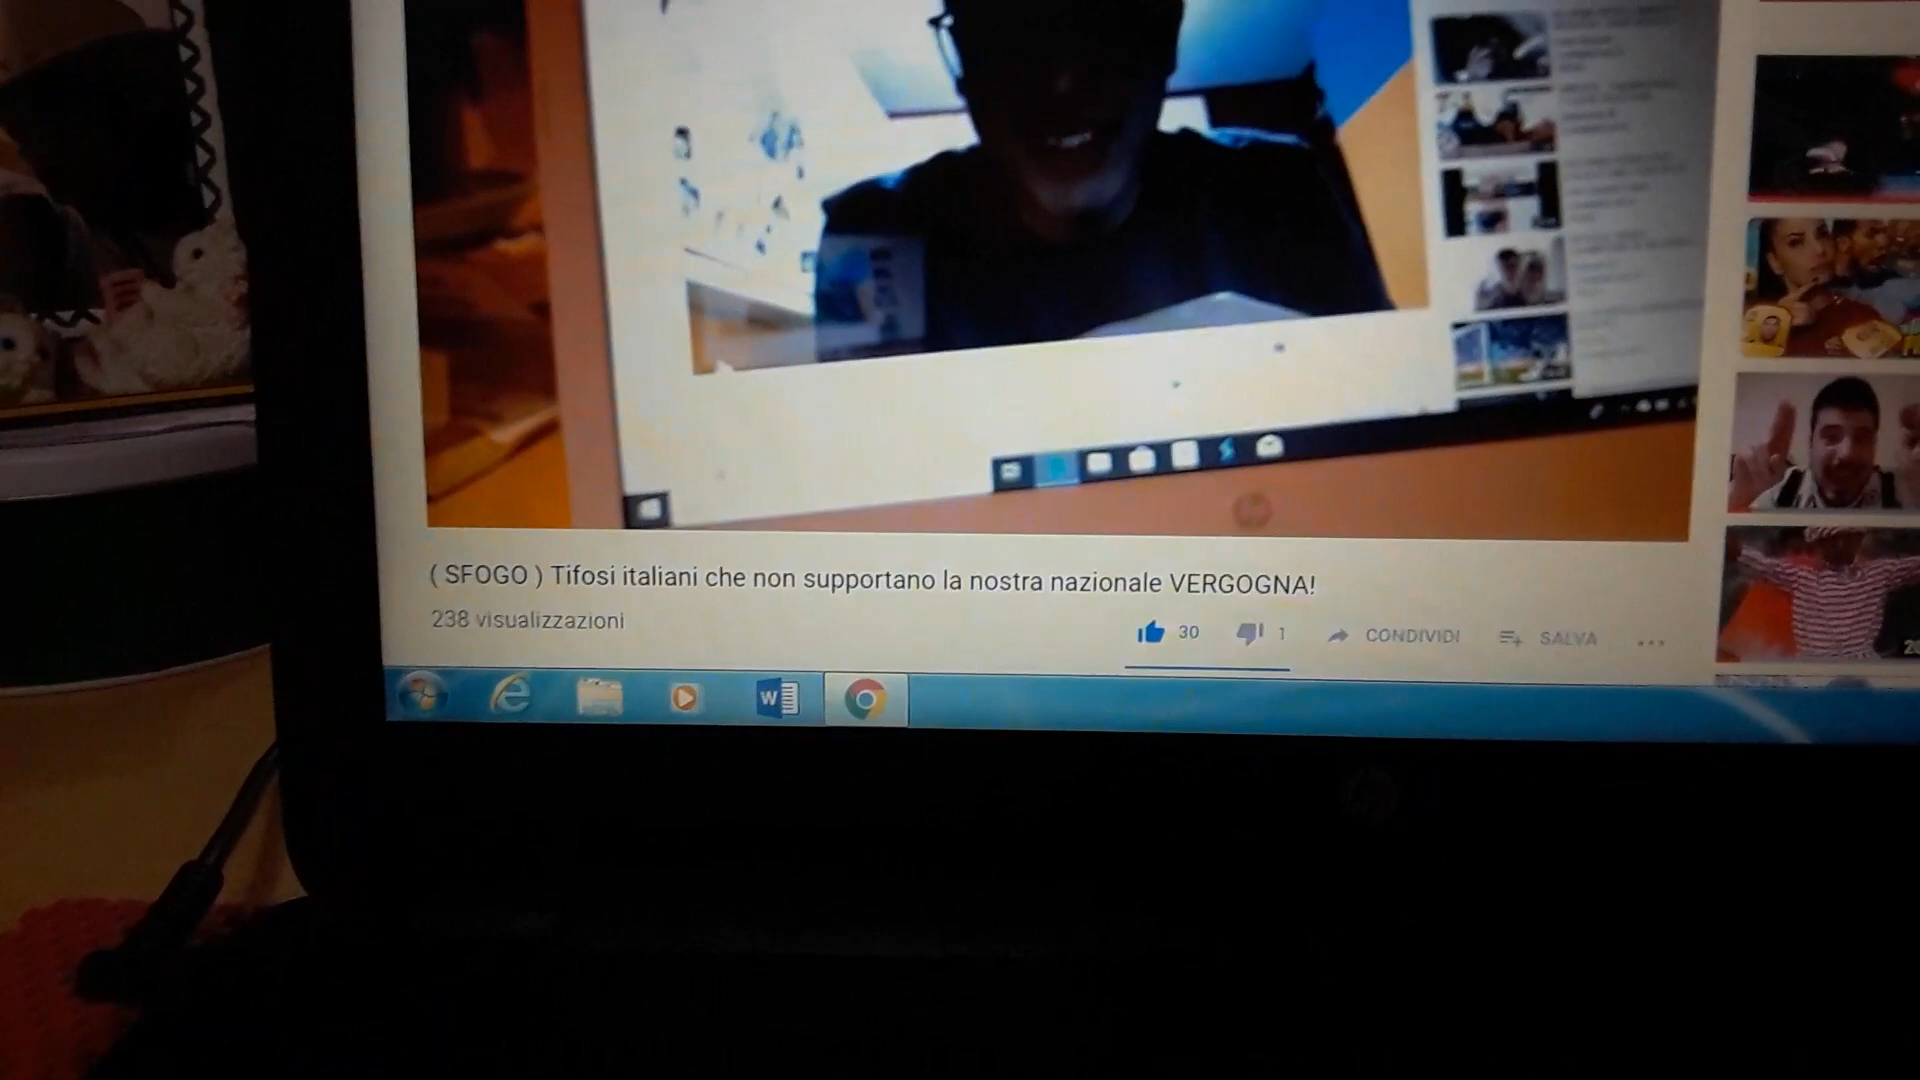 ( SFOGO ) Tifosi italiani che non supportano la nostra nazionale VERGOGNA!
238 visualizzazioni
30 1 CONDIVIDI SALVA